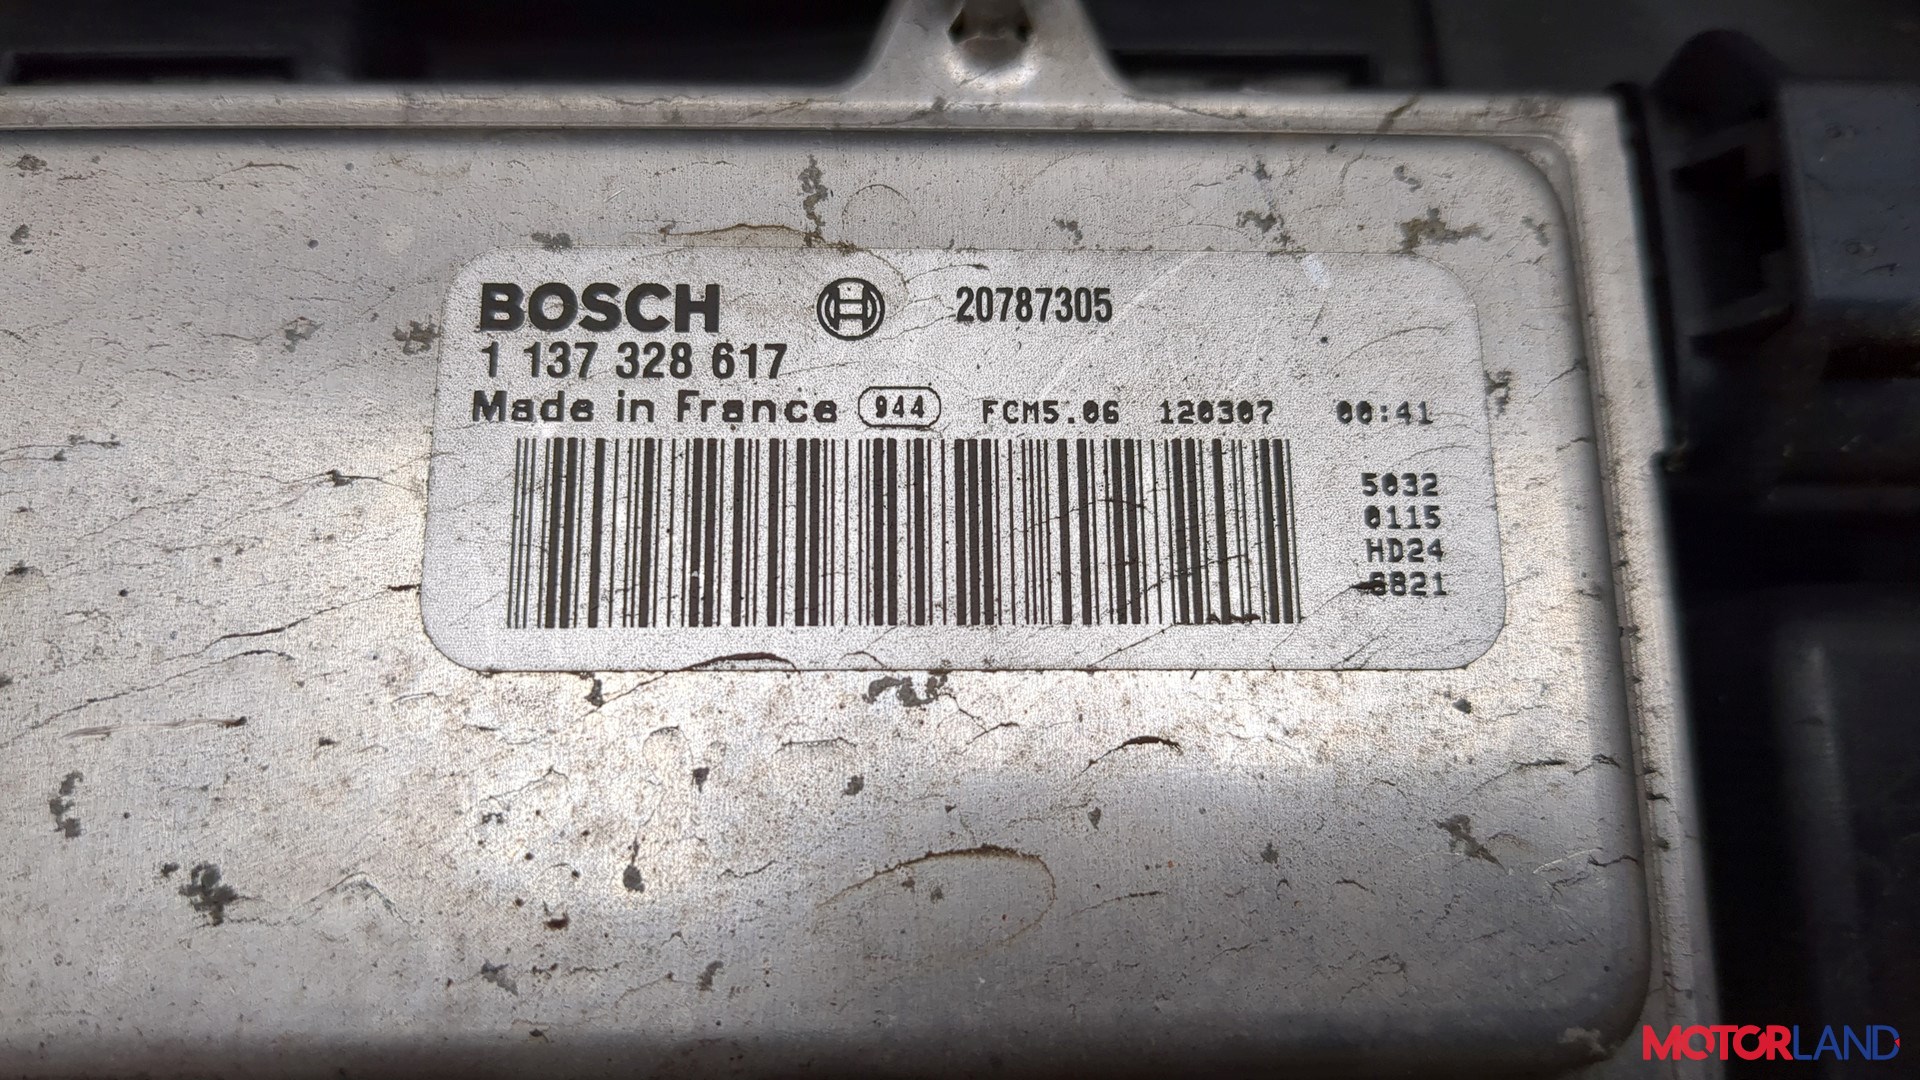 BOSCH 20787305
1 137 328 617
Made in France 944 FCM5.06 120307 00:41
5032
0115
HD24
6821
MOTORLAND